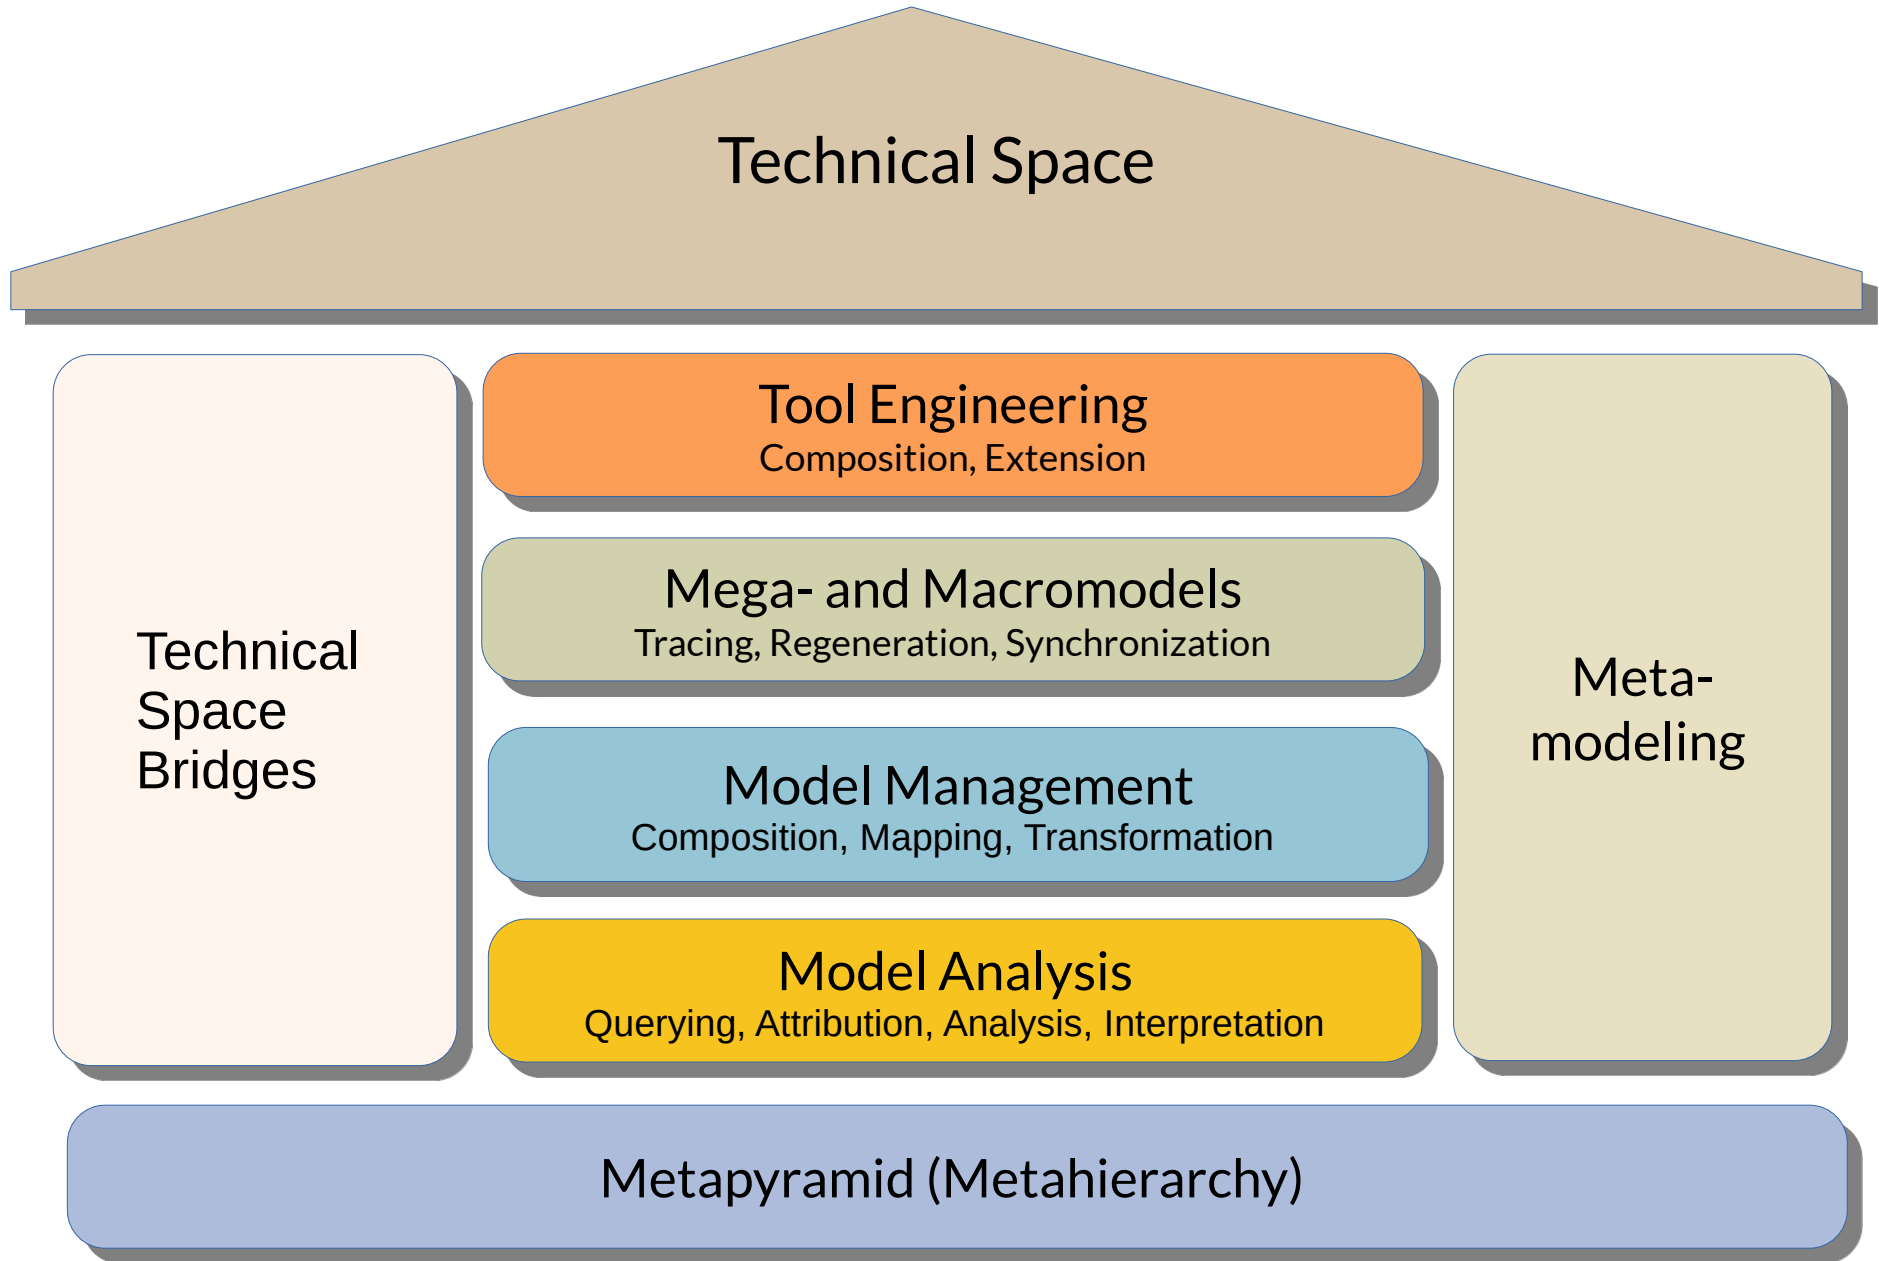 Technical Space
Tool Engineering
Composition, Extension
Mega- and Macromodels
Tracing, Regeneration, Synchronization
Technical
Space
Bridges
Meta-
modeling
Model Management
Composition, Mapping, Transformation
Model Analysis
Querying, Attribution, Analysis, Interpretation
Metapyramid (Metahierarchy)